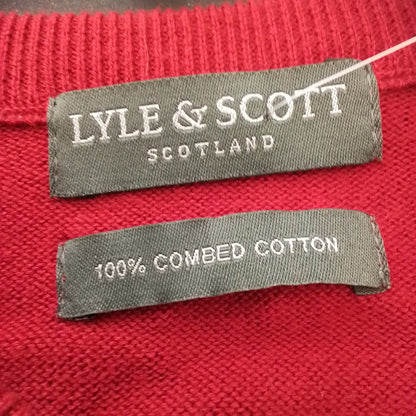 LYLE & SCOTT
SCOTLAND
100% COMBED COTTON